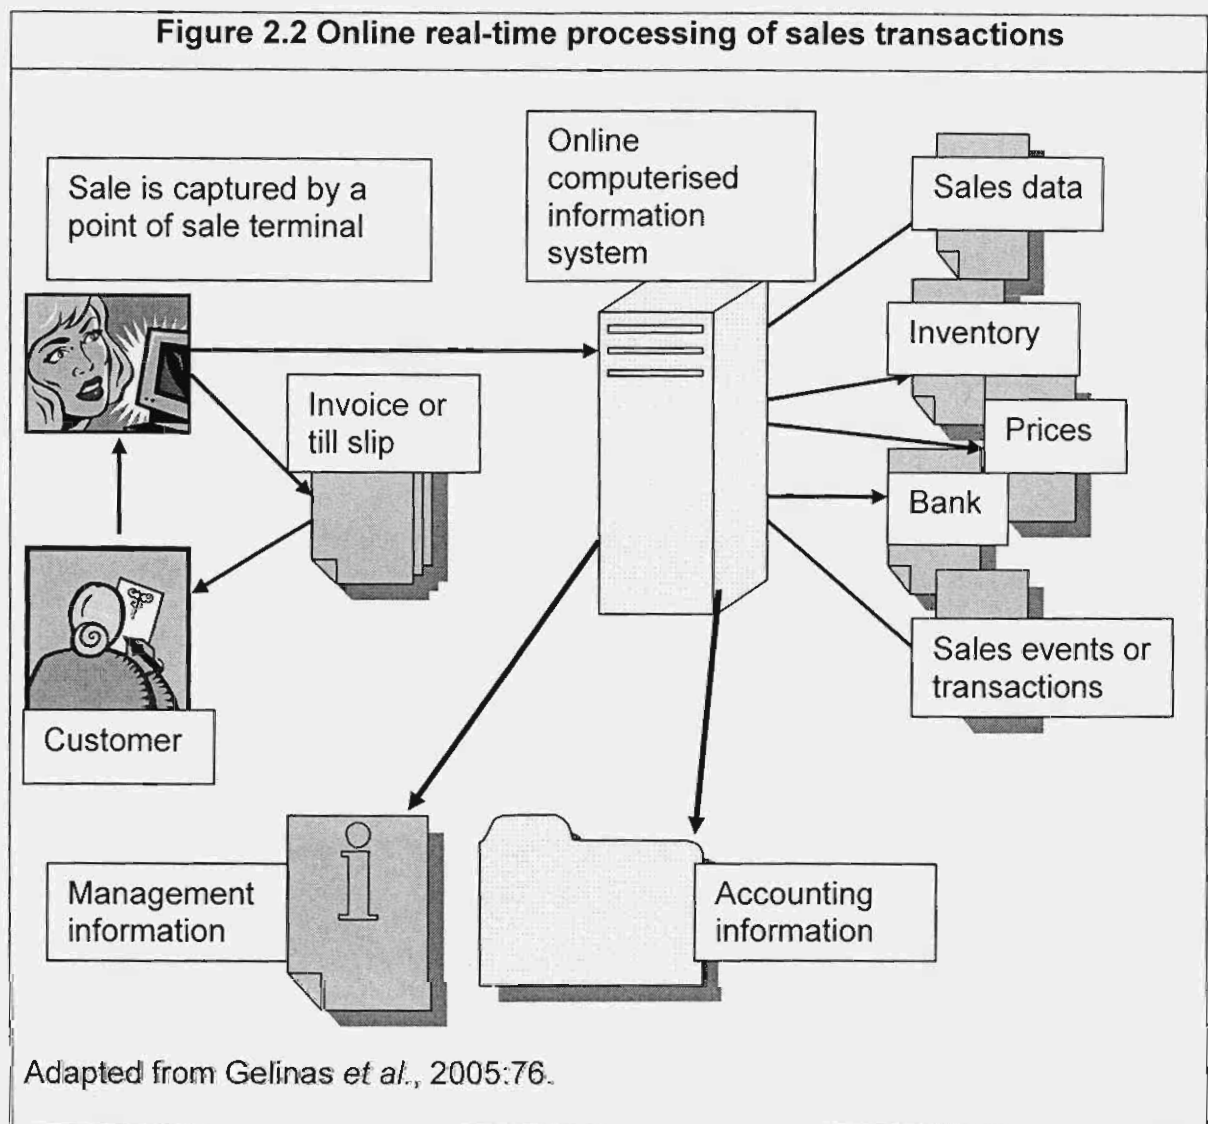 Figure 2.2 Online real-time processing of sales transactions
Sale is captured by a
point of sale terminal
Online
computerised
information
system
Sales data
Inventory
Prices
Bank
Sales events or
transactions
Invoice or
till slip
Customer
Management
information
i
Accounting
information
Adapted from Gelinas et al., 2005:76.